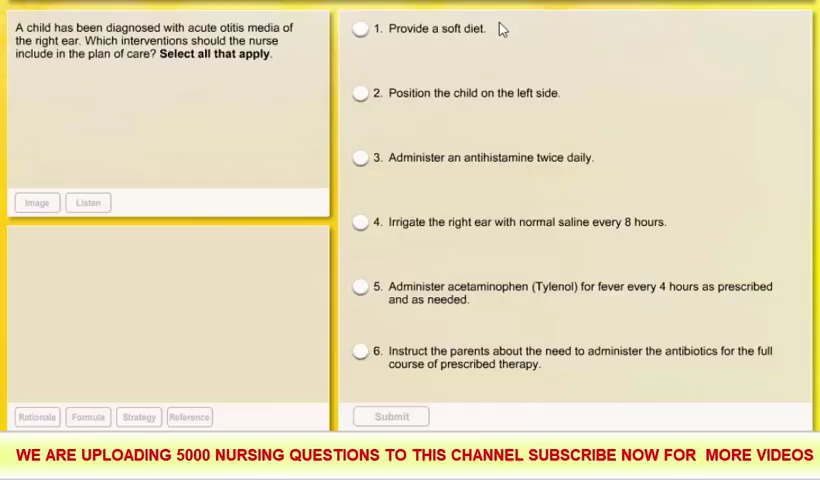 A child has been diagnosed with acute otitis media of
the right ear. Which interventions should the nurse
include in the plan of care? Select all that apply.
Image
Listen
Rationale
Formula
Strategy
Reference
1. Provide a soft diet.
2. Position the child on the left side.
3. Administer an antihistamine twice daily.
4. Irrigate the right ear with normal saline every 8 hours.
5. Administer acetaminophen (Tylenol) for fever every 4 hours as prescribed
and as needed.
6. Instruct the parents about the need to administer the antibiotics for the full
course of prescribed therapy.
Submit
WE ARE UPLOADING 5000 NURSING QUESTIONS TO THIS CHANNEL SUBSCRIBE NOW FOR MORE VIDEOS